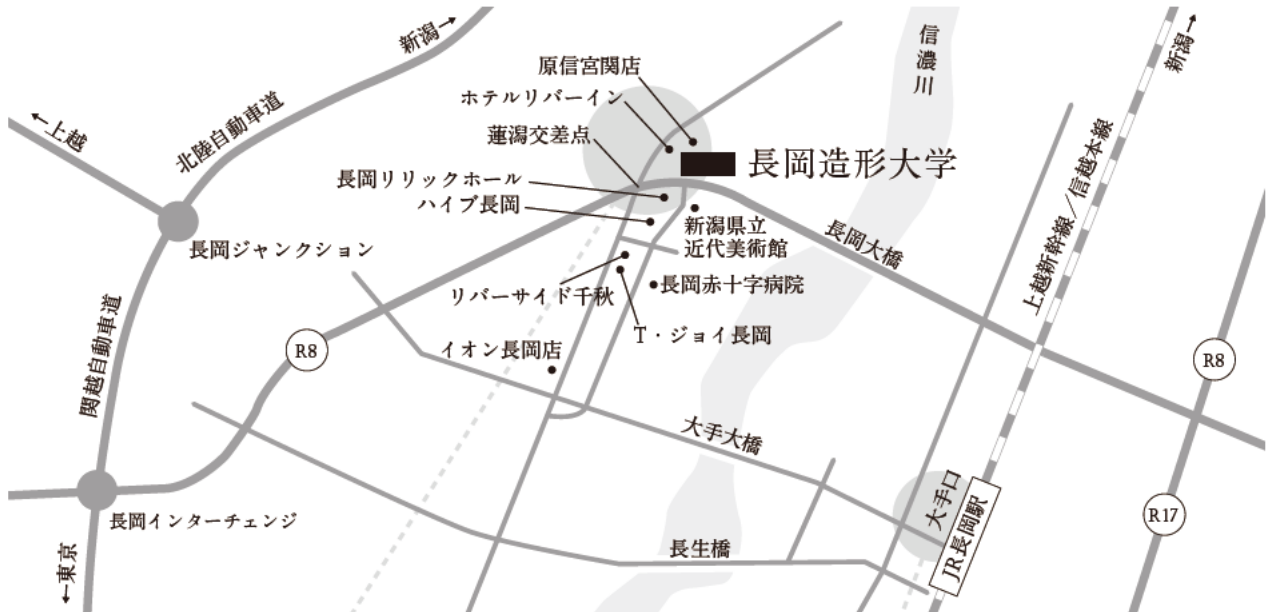 新潟→
信濃川
新潟→
原信宮関店
ホテルリバーイン
←上越
北陸自動車道
蓮潟交差点
長岡造形大学
上越新幹線／信越本線
長岡リリックホール
ハイブ長岡
新潟県立
近代美術館
長岡大橋
長岡ジャンクション
リバーサイド千秋
長岡赤十字病院
T・ジョイ長岡
関越自動車道
R8
イオン長岡店
R8
大手大橋
大手口
R17
長岡インターチェンジ
JR長岡駅
長生橋
←東京